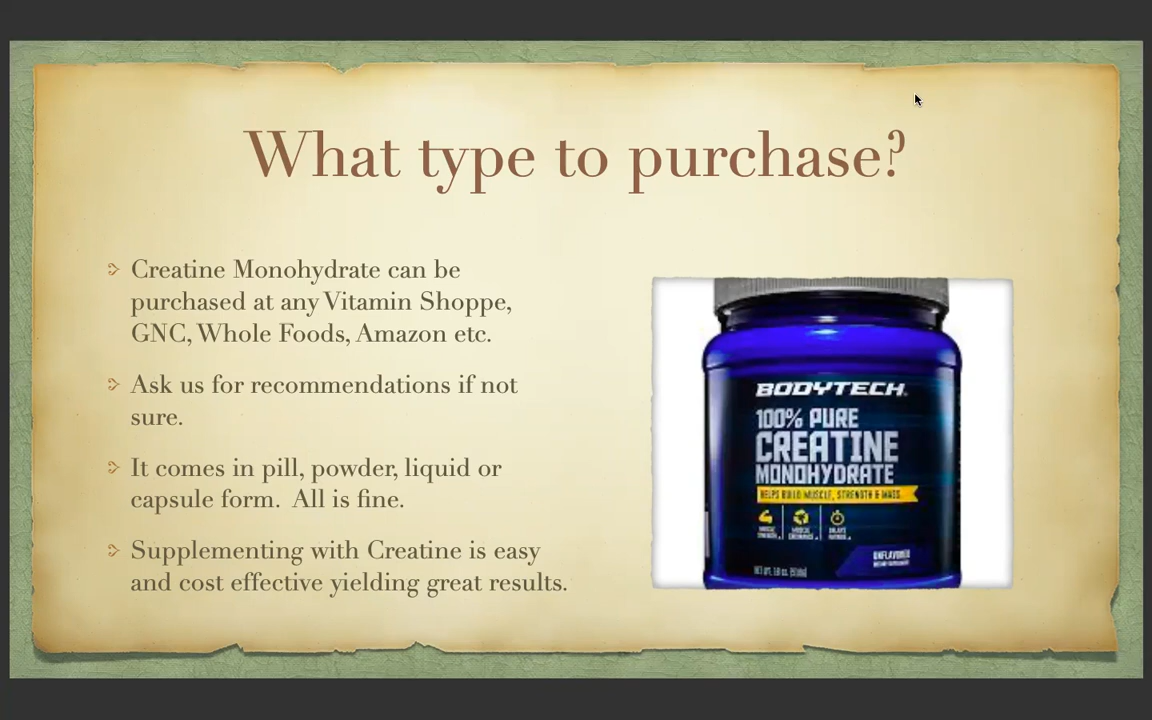 What type to purchase?
Creatine Monohydrate can be
purchased at any Vitamin Shoppe,
GNC, Whole Foods, Amazon etc.
Ask us for recommendations if not
sure.
It comes in pill, powder, liquid or
capsule form.  All is fine.
Supplementing with Creatine is easy
and cost effective yielding great results.
BODYTECH
100% PURE
CREATINE
MONOHYDRATE
HELPS BUILD MUSCLE, STRENGTH & MASS
UNFLAVORED